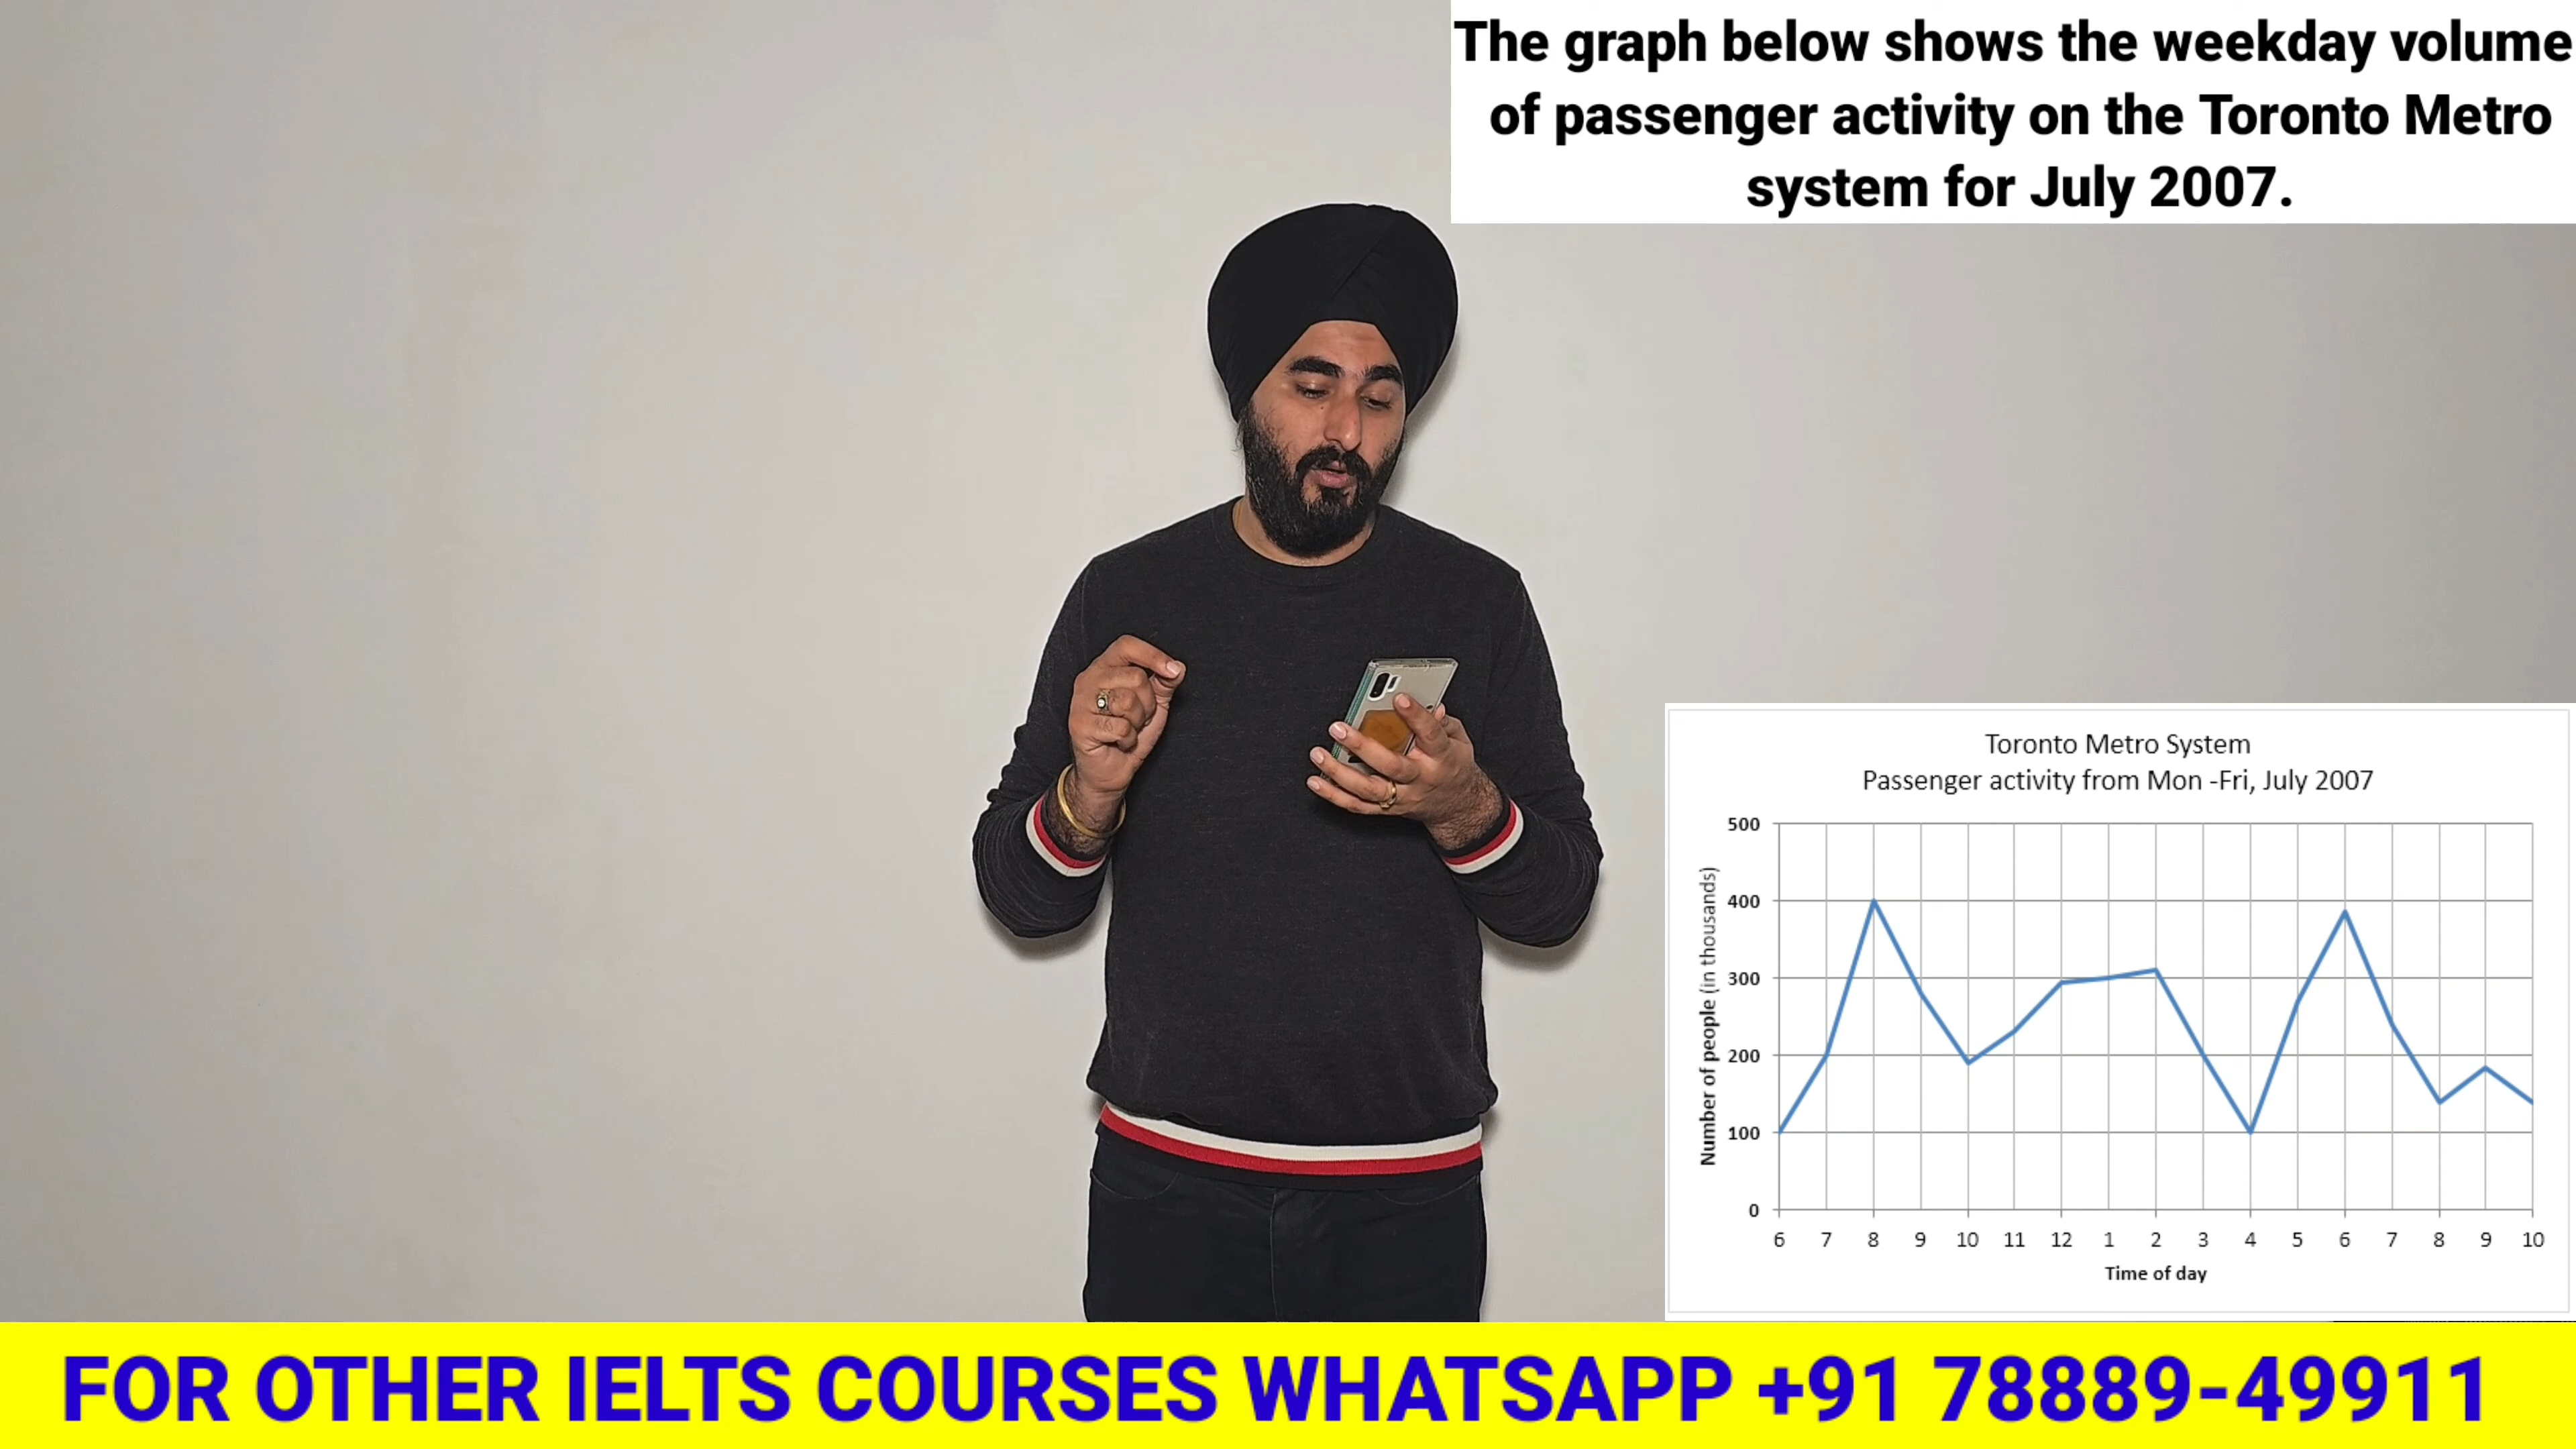 The graph below shows the weekday volume
of passenger activity on the Toronto Metro
system for July 2007.
Toronto Metro System
Passenger activity from Mon -Fri, July 2007
Number of people (in thousands)
500
400
300
200
100
0
6 7 8 9 10 11 12 1 2 3 4 5 6 7 8 9 10
Time of day
FOR OTHER IELTS COURSES WHATSAPP +91 78889-49911